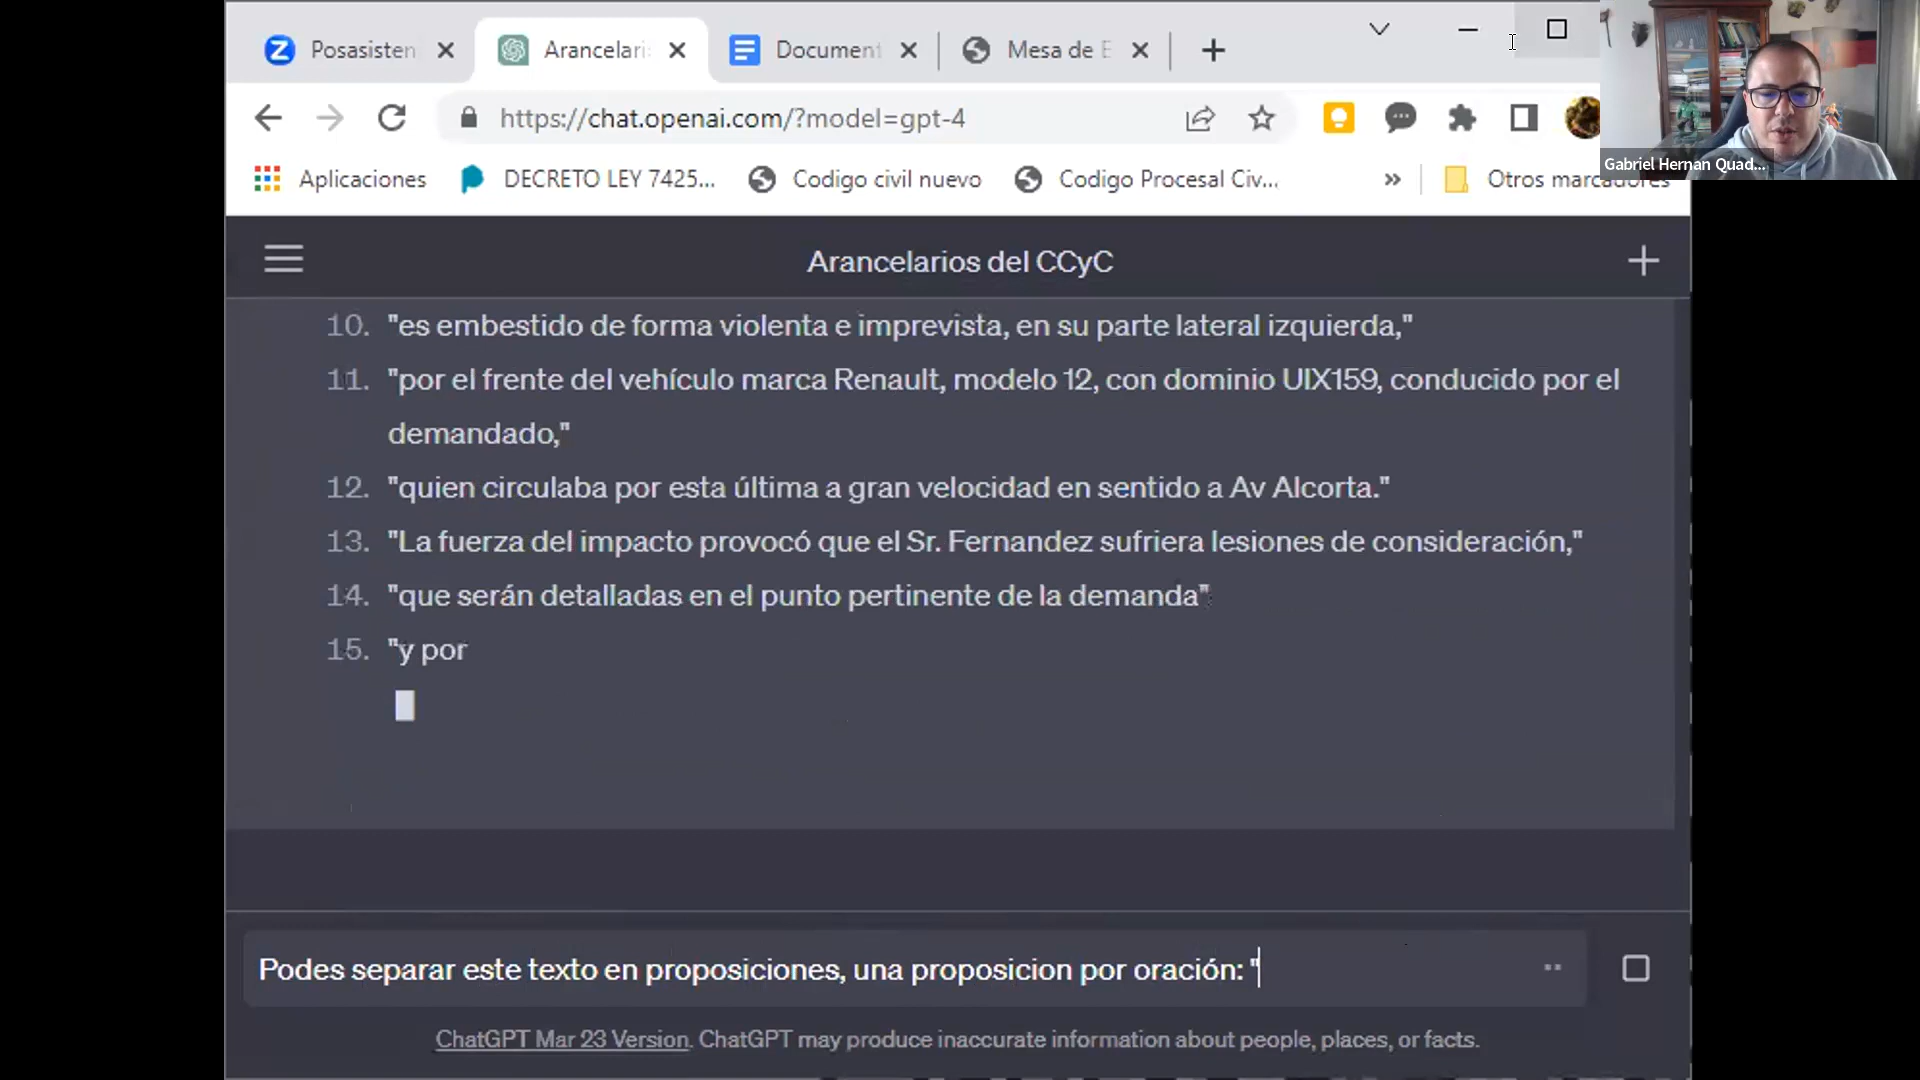 Posasisten
Arancelari
Document
Mesa de E
https://chat.openai.com/?model=gpt-4
Gabriel Hernan Quad...
Aplicaciones
DECRETO LEY 7425...
Codigo civil nuevo
Codigo Procesal Civ...
»
Otros marcadores
Arancelarios del CCyC
10. "es embestido de forma violenta e imprevista, en su parte lateral izquierda,"
11. "por el frente del vehículo marca Renault, modelo 12, con dominio UIX159, conducido por el
demandado,"
12. "quien circulaba por esta última a gran velocidad en sentido a Av Alcorta."
13. "La fuerza del impacto provocó que el Sr. Fernandez sufriera lesiones de consideración,"
14. "que serán detalladas en el punto pertinente de la demanda"
15. "y por
Podes separar este texto en proposiciones, una proposicion por oración: "
ChatGPT Mar 23 Version. ChatGPT may produce inaccurate information about people, places, or facts.